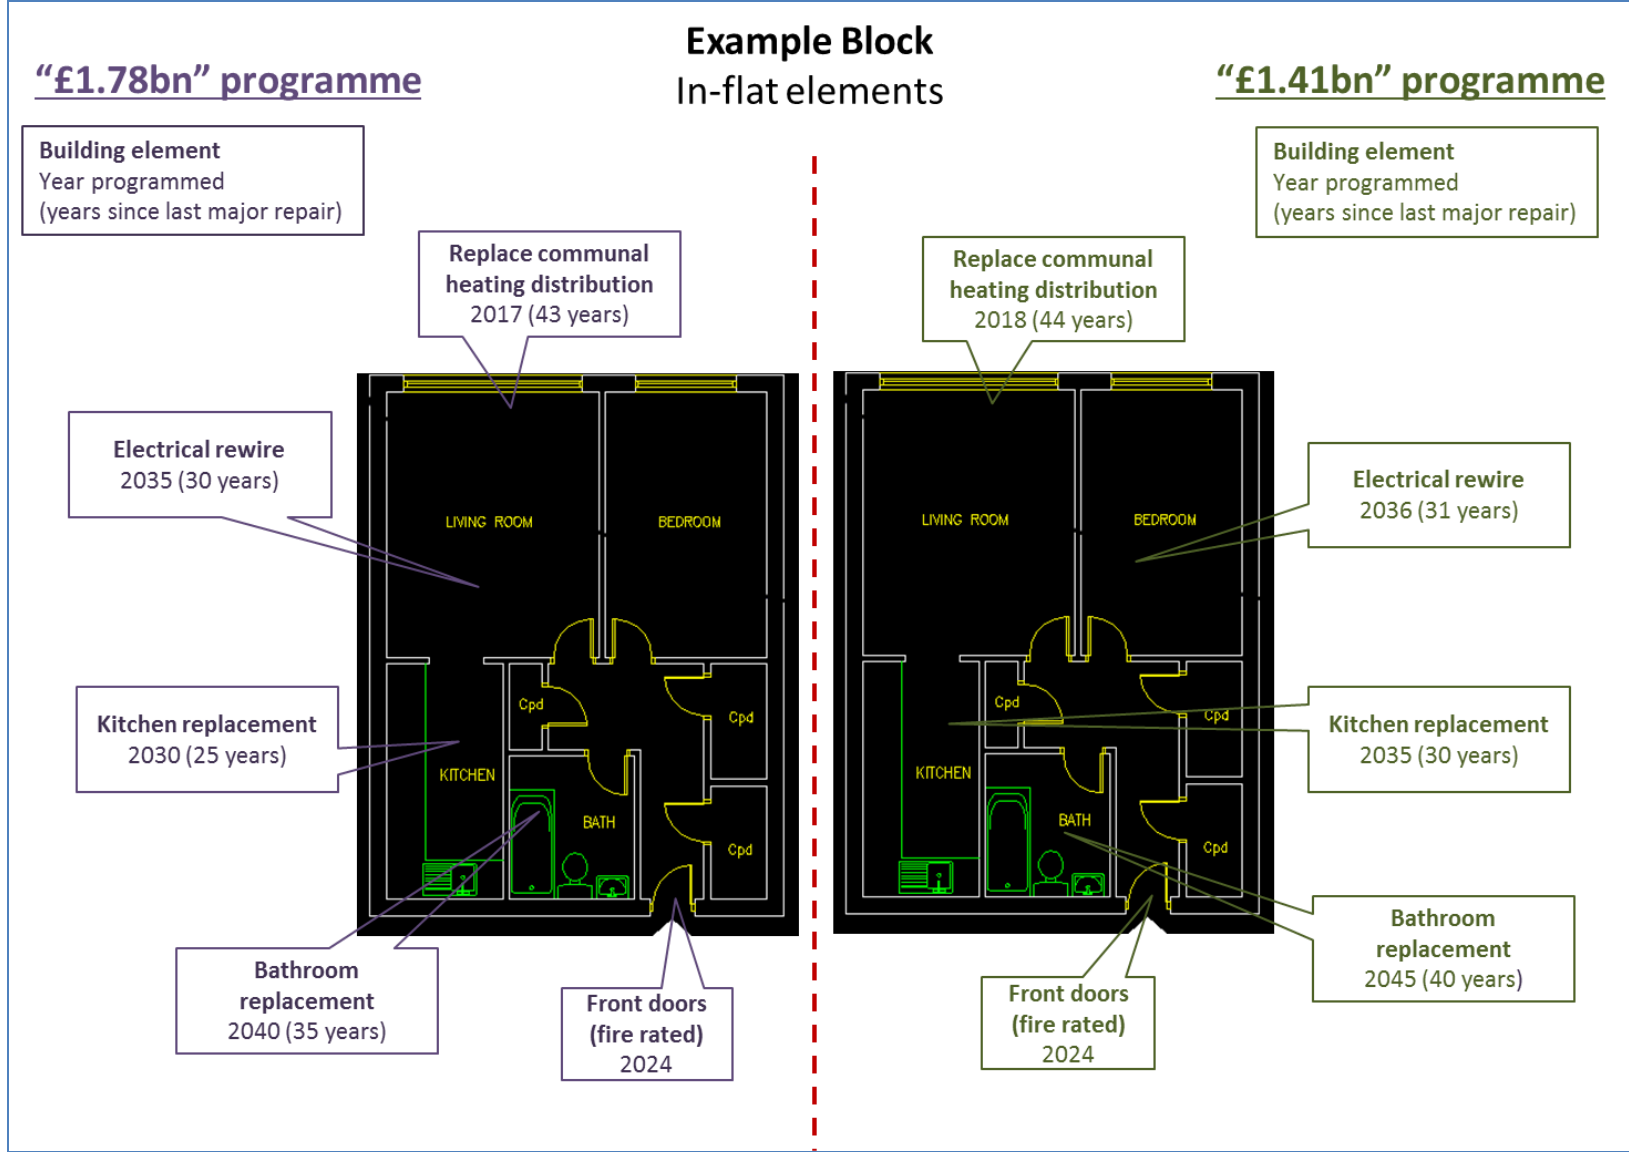 Example Block
In-flat elements
“£1.78bn” programme
Building element
Year programmed
(years since last major repair)
Replace communal
heating distribution
2017 (43 years)
Electrical rewire
2035 (30 years)
LIVING ROOM
BEDROOM
Kitchen replacement
2030 (25 years)
Cpd
Cpd
KITCHEN
BATH
Cpd
Bathroom
replacement
2040 (35 years)
Front doors
(fire rated)
2024
“£1.41bn” programme
Building element
Year programmed
(years since last major repair)
Replace communal
heating distribution
2018 (44 years)
Electrical rewire
2036 (31 years)
LIVING ROOM
BEDROOM
Cpd
Cpd
Kitchen replacement
2035 (30 years)
KITCHEN
BATH
Cpd
Bathroom
replacement
2045 (40 years)
Front doors
(fire rated)
2024